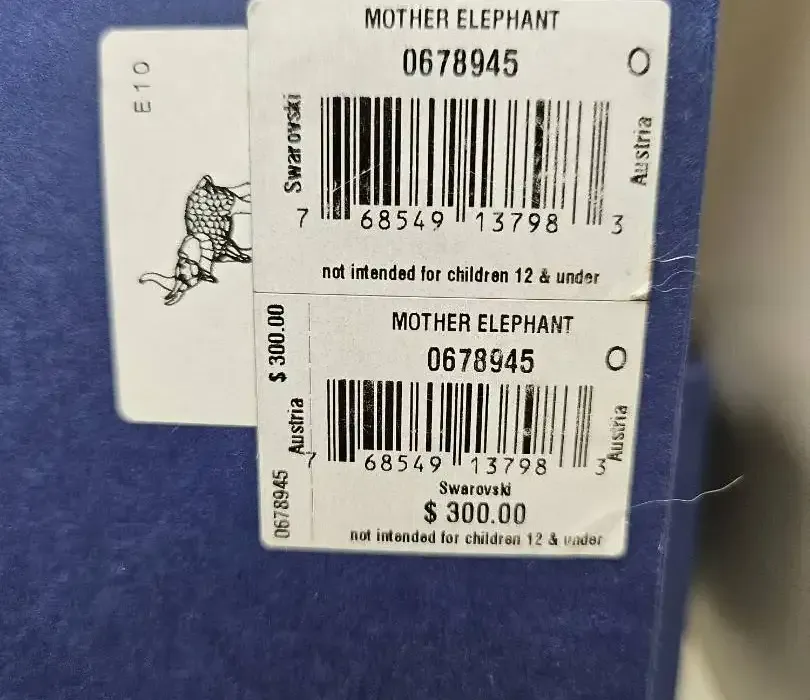 E10
MOTHER ELEPHANT
0678945
O
Swarovski
Austria
7 68549 13798 3
not intended for children 12 & under
$ 300.00
Austria
0678945
MOTHER ELEPHANT
0678945
O
Austria
7 68549 13798 3
Swarovski
$ 300.00
not intended for children 12 & under